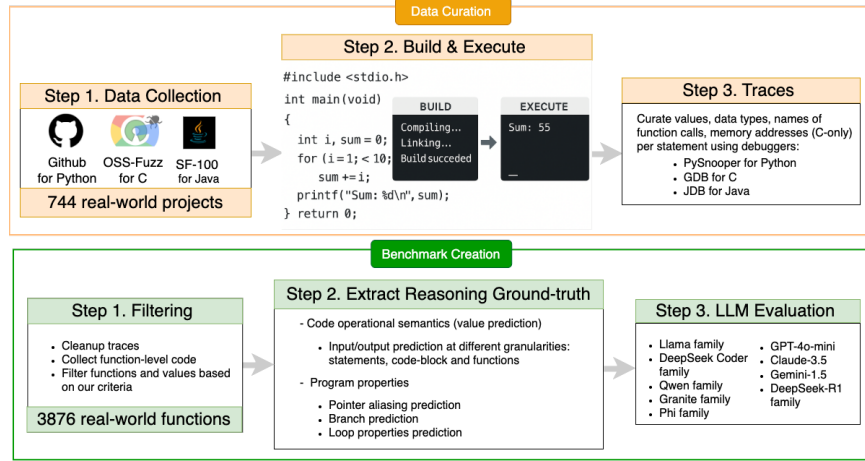 Data Curation
Step 1. Data Collection
Github
for Python
OSS-Fuzz
for C
SF-100
for Java
744 real-world projects
Step 2. Build & Execute
#include <stdio.h>
int main(void)
{
int i, sum = 0;
for (i = 1; < 10;
sum += i;
printf("Sum: %d\n", sum);
} return 0;
BUILD
Compiling...
Linking...
Build succeded
EXECUTE
Sum: 55
Step 3. Traces
Curate values, data types, names of
function calls, memory addresses (C-only)
per statement using debuggers:
• PySnooper for Python
• GDB for C
• JDB for Java
Benchmark Creation
Step 1. Filtering
• Cleanup traces
• Collect function-level code
• Filter functions and values based
on our criteria
3876 real-world functions
Step 2. Extract Reasoning Ground-truth
- Code operational semantics (value prediction)
• Input/output prediction at different granularities:
statements, code-block and functions
- Program properties
• Pointer aliasing prediction
• Branch prediction
• Loop properties prediction
Step 3. LLM Evaluation
• Llama family
• DeepSeek Coder
family
• Qwen family
• Granite family
• Phi family
• GPT-4o-mini
• Claude-3.5
• Gemini-1.5
• DeepSeek-R1
family